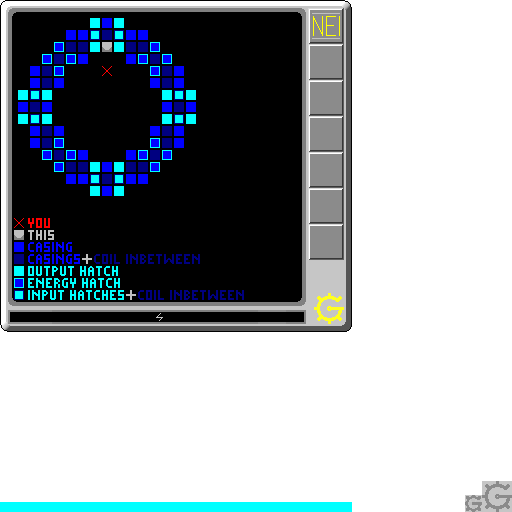 NEI
YOU
THIS
CASING
CASINGS+COIL INBETWEEN
OUTPUT HATCH
ENERGY HATCH
INPUT HATCHES+COIL INBETWEEN